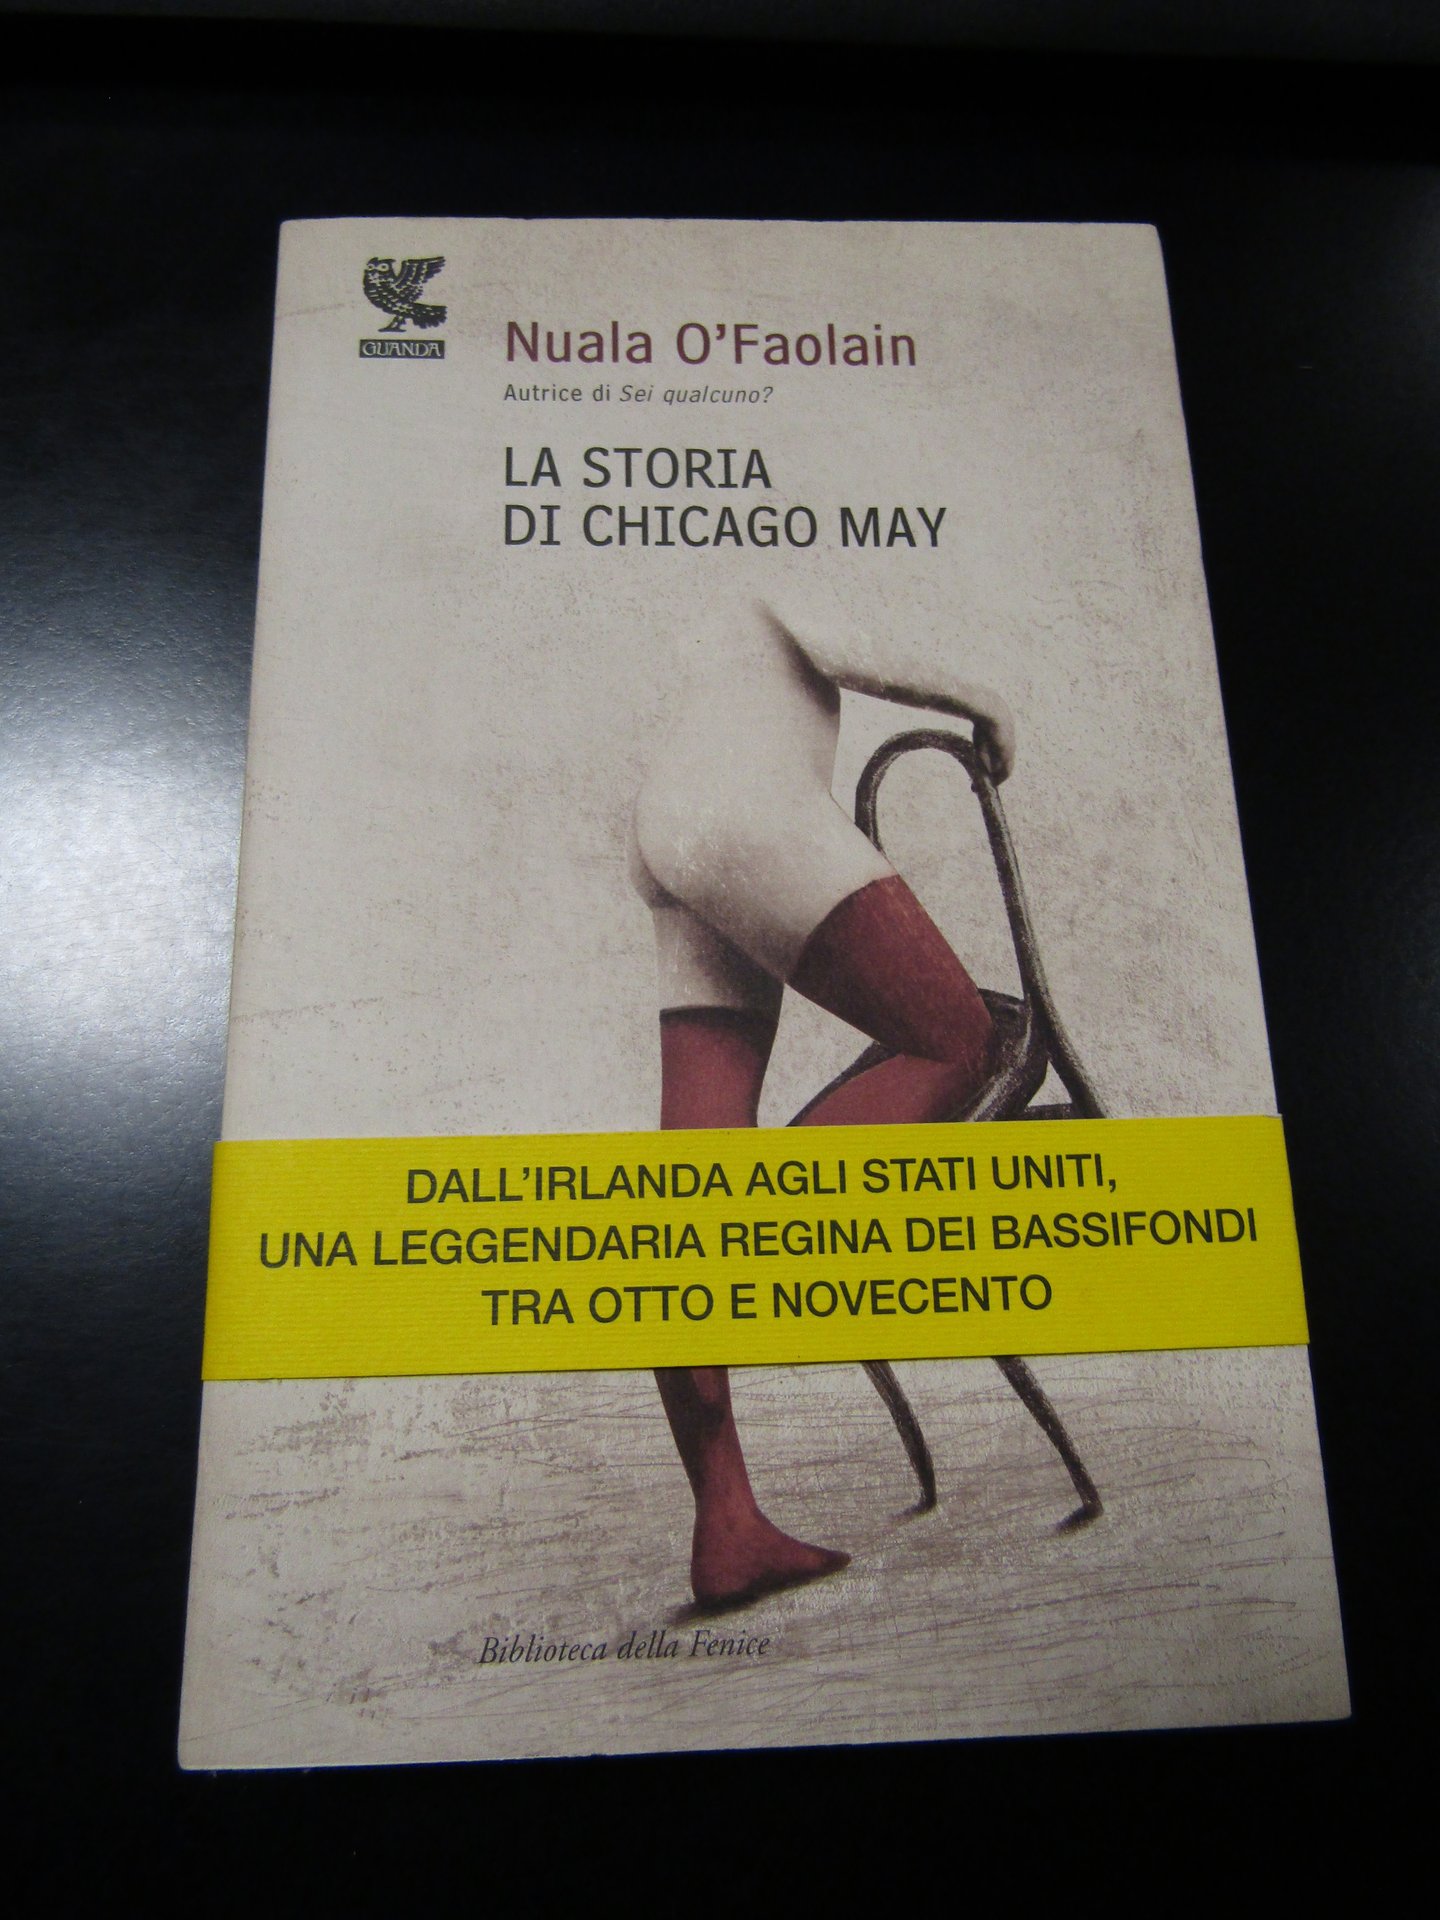 GUANDA
Nuala O'Faolain
Autrice di Sei qualcuno?
LA STORIA
DI CHICAGO MAY
DALL'IRLANDA AGLI STATI UNITI,
UNA LEGGENDARIA REGINA DEI BASSIFONDI
TRA OTTO E NOVECENTO
Biblioteca della Fenice